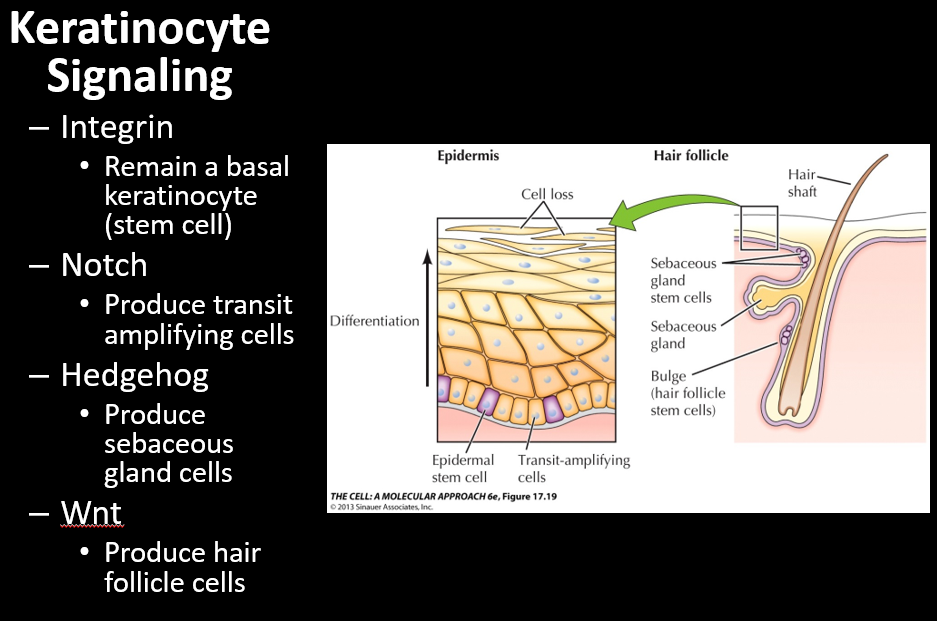 Keratinocyte
Signaling
– Integrin
• Remain a basal
keratinocyte
(stem cell)
– Notch
• Produce transit
amplifying cells
– Hedgehog
• Produce
sebaceous
gland cells
– Wnt
• Produce hair
follicle cells
Epidermis
Cell loss
Differentiation
Epidermal
stem cell
Transit-amplifying
cells
Hair follicle
Hair
shaft
Sebaceous
gland
stem cells
Sebaceous
gland
Bulge
(hair follicle
stem cells)
THE CELL: A MOLECULAR APPROACH 6e, Figure 17.19
© 2013 Sinauer Associates, Inc.